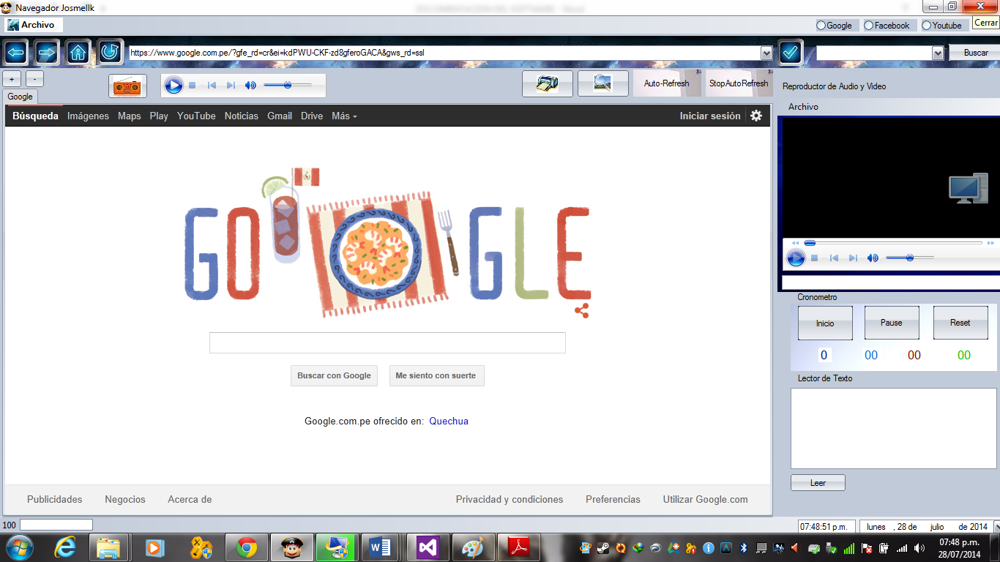 Navegador Josmellk
Archivo
Google
Facebook
Youtube
Cerrar
https://www.google.com.pe/?gfe_rd=cr&ei=kdPWU-CKF-zd8gferoGACA&gws_rd=ssl
Buscar
+ -
Auto-Refresh
StopAutoRefresh
Google
Reproductor de Audio y Video
Archivo
Búsqueda Imágenes Maps Play YouTube Noticias Gmail Drive Más
Iniciar sesión
GOOGLE
Buscar con Google
Me siento con suerte
Google.com.pe ofrecido en: Quechua
Cronometro
Inicio
Pause
Reset
0 00 00 00
Lector de Texto
Leer
Publicidades Negocios Acerca de
Privacidad y condiciones Preferencias Utilizar Google.com
100
07:48:51 p.m.
lunes , 28 de julio de 2014
07:48 p.m.
28/07/2014